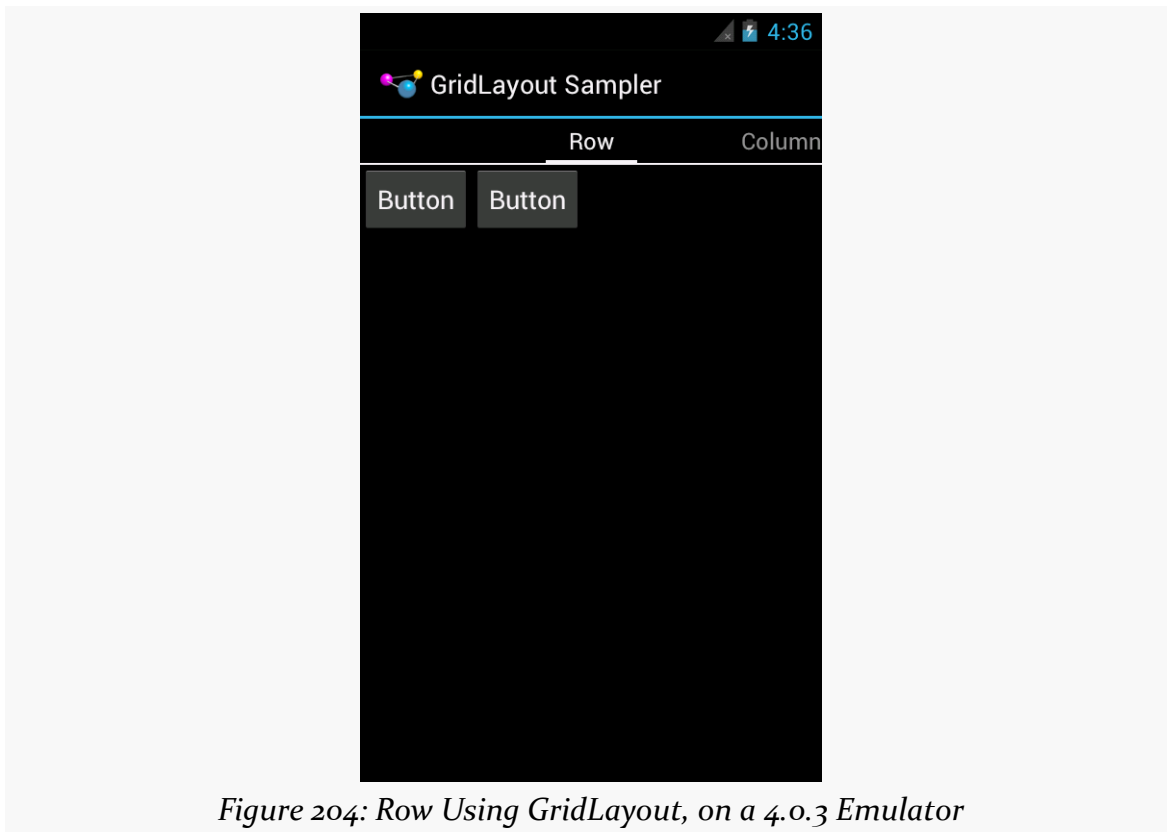 4:36
GridLayout Sampler
Row Column
Button Button
Figure 204: Row Using GridLayout, on a 4.0.3 Emulator